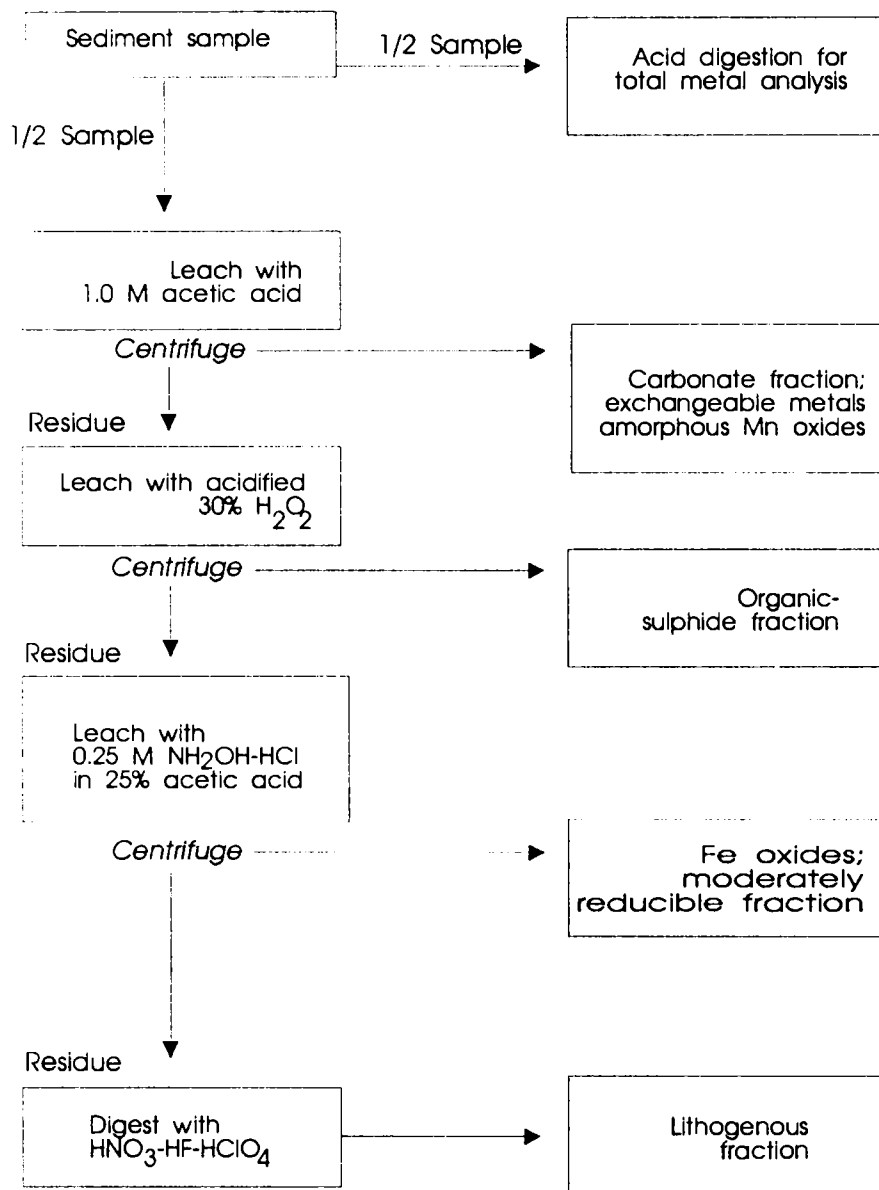 Sediment sample
1/2 Sample
Acid digestion for
total metal analysis
1/2 Sample
Leach with
1.0 M acetic acid
Centrifuge
Carbonate fraction;
exchangeable metals
amorphous Mn oxides
Residue
Leach with acidified
30% H2O2
Centrifuge
Organic-
sulphide fraction
Residue
Leach with
0.25 M NH2OH-HCl
in 25% acetic acid
Centrifuge
Fe oxides;
moderately
reducible fraction
Residue
Digest with
HNO3-HF-HClO4
Lithogenous
fraction